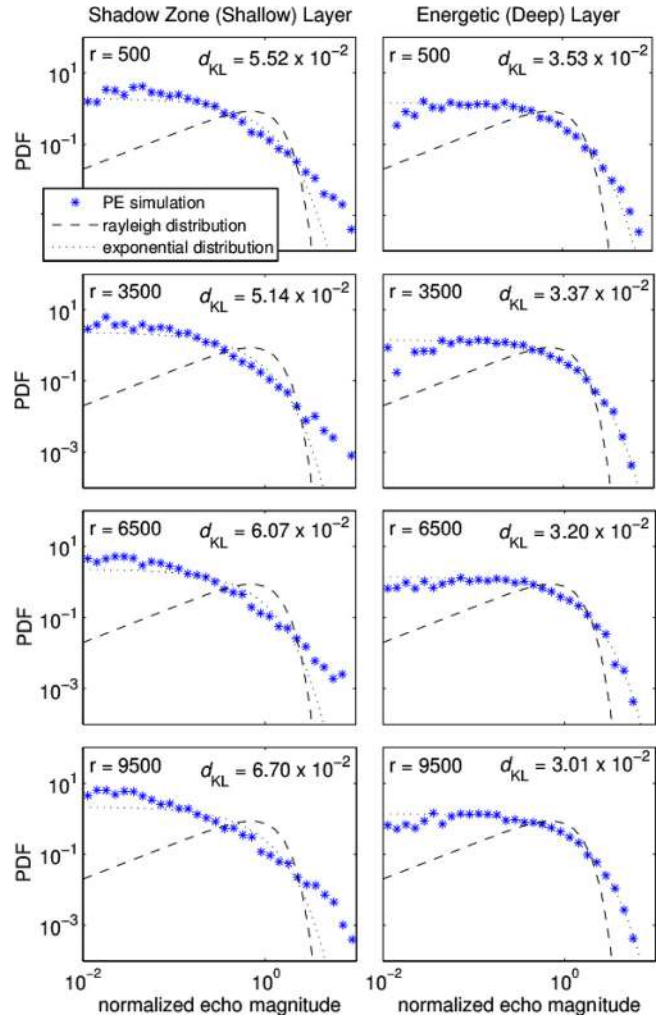 Shadow Zone (Shallow) Layer
Energetic (Deep) Layer
r = 500
d_KL = 5.52 x 10^-2
r = 500
d_KL = 3.53 x 10^-2
10^1
10^-1
PDF
PE simulation
rayleigh distribution
exponential distribution
r = 3500
d_KL = 5.14 x 10^-2
r = 3500
d_KL = 3.37 x 10^-2
10^1
10^-1
10^-3
PDF
r = 6500
d_KL = 6.07 x 10^-2
r = 6500
d_KL = 3.20 x 10^-2
10^1
10^-1
10^-3
PDF
r = 9500
d_KL = 6.70 x 10^-2
r = 9500
d_KL = 3.01 x 10^-2
10^1
10^-1
10^-3
PDF
10^-2
10^0
10^-2
10^0
normalized echo magnitude
normalized echo magnitude